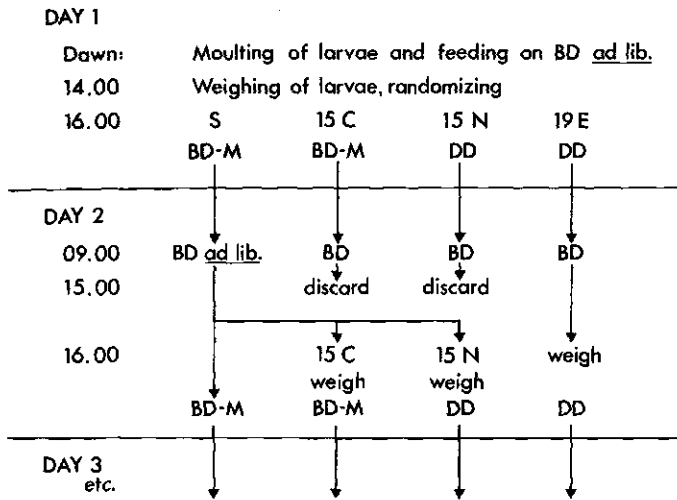 DAY 1
Dawn: Moulting of larvae and feeding on BD ad lib.
14.00 Weighing of larvae, randomizing
16.00 S 15 C 15 N 19 E
BD-M BD-M DD DD
DAY 2
09.00 BD ad lib. BD BD BD
15.00 discard discard
16.00 15 C 15 N weigh
weigh weigh
BD-M BD-M DD DD
DAY 3
etc.